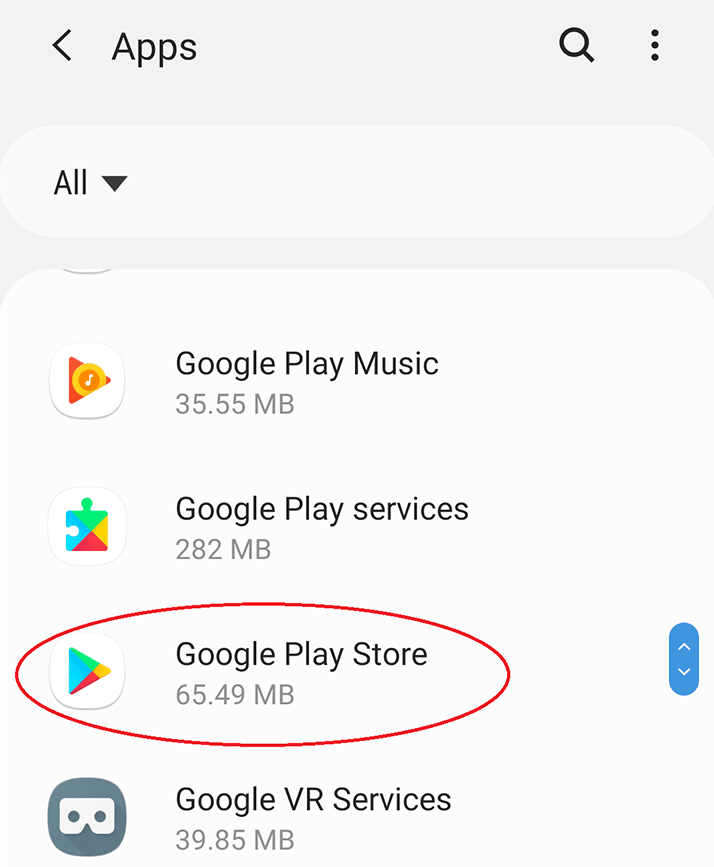 Apps
All
Google Play Music
35.55 MB
Google Play services
282 MB
Google Play Store
65.49 MB
Google VR Services
39.85 MB